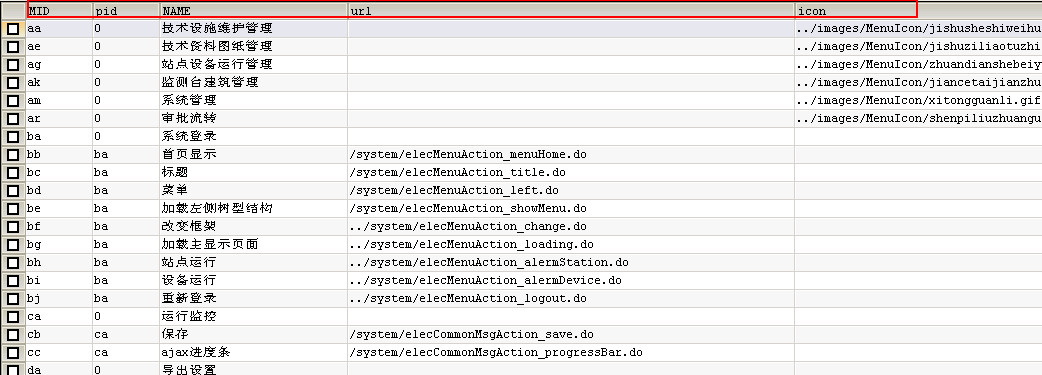 MID pid NAME url icon
aa 0 技术设施维护管理 ../images/MenuIcon/jishusheshiweihu
ae 0 技术资料图纸管理 ../images/MenuIcon/jishuziliaotuzhi
ag 0 站点设备运行管理 ../images/MenuIcon/zhuandianshebeiy
ak 0 监测台建筑管理 ../images/MenuIcon/jiancetaijianzhu
am 0 系统管理 ../images/MenuIcon/xitongguanli.gif
ar 0 审批流转 ../images/MenuIcon/shenpiliuzhuangu
ba 0 系统登录
bb ba 首页显示 /system/elecMenuAction_menuHome.do
bc ba 标题 /system/elecMenuAction_title.do
bd ba 菜单 /system/elecMenuAction_left.do
be ba 加载左侧树型结构 /system/elecMenuAction_showMenu.do
bf ba 改变框架 ../system/elecMenuAction_change.do
bg ba 加载主显示页面 ../system/elecMenuAction_loading.do
bh ba 站点运行 ../system/elecMenuAction_alermStation.do
bi ba 设备运行 ../system/elecMenuAction_alermDevice.do
bj ba 重新登录 ../system/elecMenuAction_logout.do
ca 0 运行监控
cb ca 保存 /system/elecCommonMsgAction_save.do
cc ca ajax进度条 /system/elecCommonMsgAction_progressBar.do
da 0 导出设置